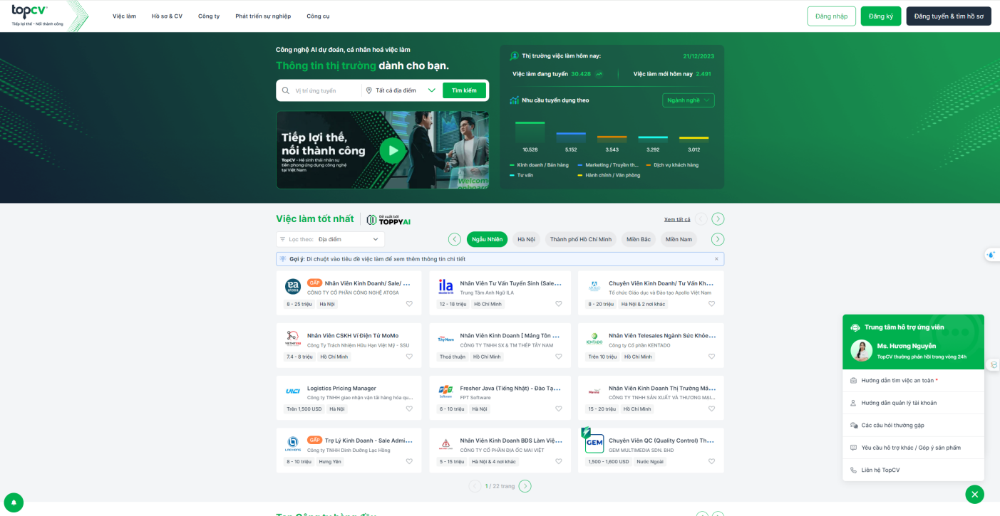 topcv
Tiếp lợi thế - Nối thành công
Việc làm
Hồ sơ & CV
Công ty
Phát triển sự nghiệp
Công cụ
Đăng nhập
Đăng ký
Đăng tuyển & tìm hồ sơ
Công nghệ AI dự đoán, cá nhân hoá việc làm
Thông tin thị trường dành cho bạn.
Vị trí ứng tuyển
Tất cả địa điểm
Tìm kiếm
Tiếp lợi thế,
nối thành công
TopCV - Hệ sinh thái nhân sự
tiên phong ứng dụng công nghệ
tại Việt Nam
Welcome
onboard
Thị trường việc làm hôm nay:
21/12/2023
Việc làm đang tuyển 30.428
Việc làm mới hôm nay 2.491
Nhu cầu tuyển dụng theo
Ngành nghề
10.528
5.152
3.543
3.292
3.012
Kinh doanh / Bán hàng
Marketing / Truyền th...
Dịch vụ khách hàng
Tư vấn
Hành chính / Văn phòng
Việc làm tốt nhất
Đề xuất bởi
TOPPYAI
Xem tất cả
Lọc theo: Địa điểm
Ngẫu Nhiên
Hà Nội
Thành phố Hồ Chí Minh
Miền Bắc
Miền Nam
Gợi ý: Di chuột vào tiêu đề việc làm để xem thêm thông tin chi tiết
atosa
GẤP Nhân Viên Kinh Doanh/ Sale/ ...
CÔNG TY CỔ PHẦN CÔNG NGHỆ ATOSA
8 - 25 triệu
Hà Nội
ila
Nhân Viên Tư Vấn Tuyển Sinh (Sale...
Trung Tâm Anh Ngữ ILA
12 - 18 triệu
Hồ Chí Minh
APOLLO
Chuyên Viên Kinh Doanh/ Tư Vấn Kh...
Tổ chức Giáo dục và Đào tạo Apollo Việt Nam
8 - 20 triệu
Hà Nội & 2 nơi khác
Nhân Viên CSKH Ví Điện Tử MoMo
Công Ty Trách Nhiệm Hữu Hạn Việt Mỹ - SSU
7.4 - 8 triệu
Hồ Chí Minh
Tây Nam
Nhân Viên Kinh Doanh [ Mảng Tôn ...
CÔNG TY TNHH SX & TM THÉP TÂY NAM
Thoả thuận
Hồ Chí Minh
KENTADO
Nhân Viên Telesales Ngành Sức Khỏe...
Công ty Cổ phần KENTADO
Trên 10 triệu
Hồ Chí Minh
UICI
Logistics Pricing Manager
Công ty TNHH giao nhận vận tải hàng hóa qu...
Trên 1,500 USD
Hà Nội
FPT
Software
Fresher Java (Tiếng Nhật) - Đào Tạ...
FPT Software
6 - 10 triệu
Hà Nội
Nhân Viên Kinh Doanh Thị Trường Mả...
CÔNG TY TNHH SẢN XUẤT VÀ THƯƠNG MẠI...
15 - 20 triệu
Hồ Chí Minh
LAC HONG
GẤP Trợ Lý Kinh Doanh - Sale Admi...
Công ty TNHH Dinh Dưỡng Lạc Hồng
8 - 10 triệu
Hưng Yên
Nhân Viên Kinh Doanh BĐS Làm Việ...
CÔNG TY CỔ PHẦN ĐỊA ỐC MAI VIỆT
5 - 15 triệu
Hà Nội & 4 nơi khác
GEM
Chuyên Viên QC (Quality Control) Th...
GEM MULTIMEDIA SDN. BHD
1,500 - 1,600 USD
Nước Ngoài
1 / 22 trang
Top Công ty hàng đầu
Trung tâm hỗ trợ ứng viên
Ms. Hương Nguyễn
TopCV thường phản hồi trong vòng 24h
Hướng dẫn tìm việc an toàn *
Hướng dẫn quản lý tài khoản
Các câu hỏi thường gặp
Yêu cầu hỗ trợ khác / Góp ý sản phẩm
Liên hệ TopCV